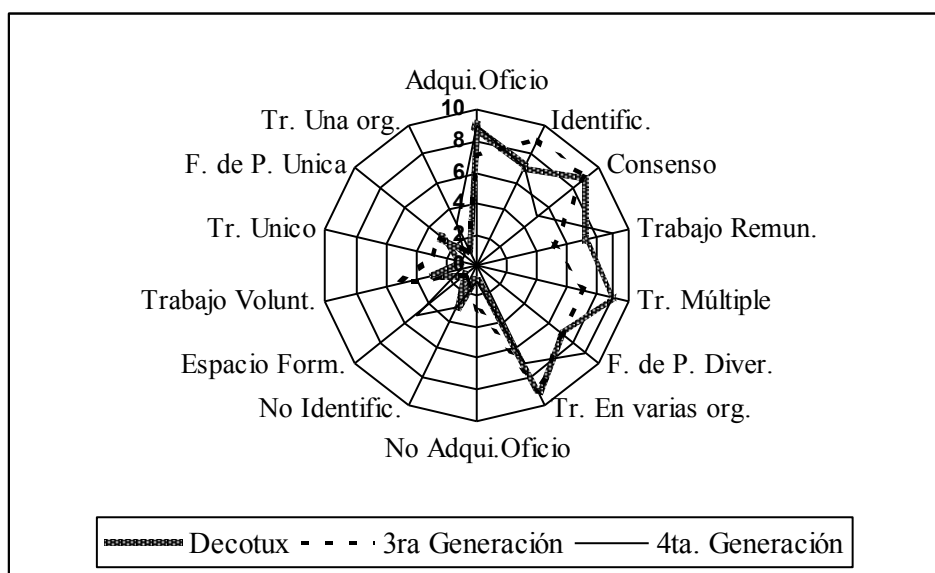 Adqui.Oficio
10
Tr. Una org.
Identific.
8
F. de P. Unica
Consenso
6
4
Tr. Unico
2
Trabajo Remun.
0
Trabajo Volunt.
Tr. Múltiple
Espacio Form.
F. de P. Diver.
No Identific.
Tr. En varias org.
No Adqui.Oficio
Decotux 3ra Generación 4ta. Generación